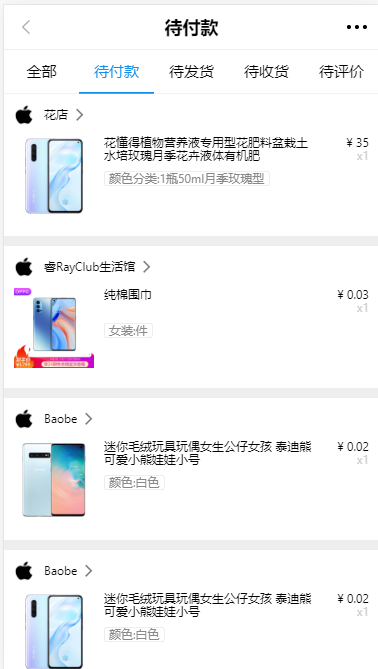 待付款
全部
待付款
待发货
待收货
待评价
花店
花懂得植物营养液专用型花肥料盆栽土
水培玫瑰月季花卉液体有机肥
¥ 35
x1
颜色分类:1瓶50ml月季玫瑰型
睿RayClub生活馆
纯棉围巾
¥ 0.03
x1
女装:件
OPPO
Baobe
迷你毛绒玩具玩偶女生公仔女孩 泰迪熊
可爱小熊娃娃小号
¥ 0.02
x1
颜色:白色
Baobe
迷你毛绒玩具玩偶女生公仔女孩 泰迪熊
可爱小熊娃娃小号
¥ 0.02
x1
颜色:白色